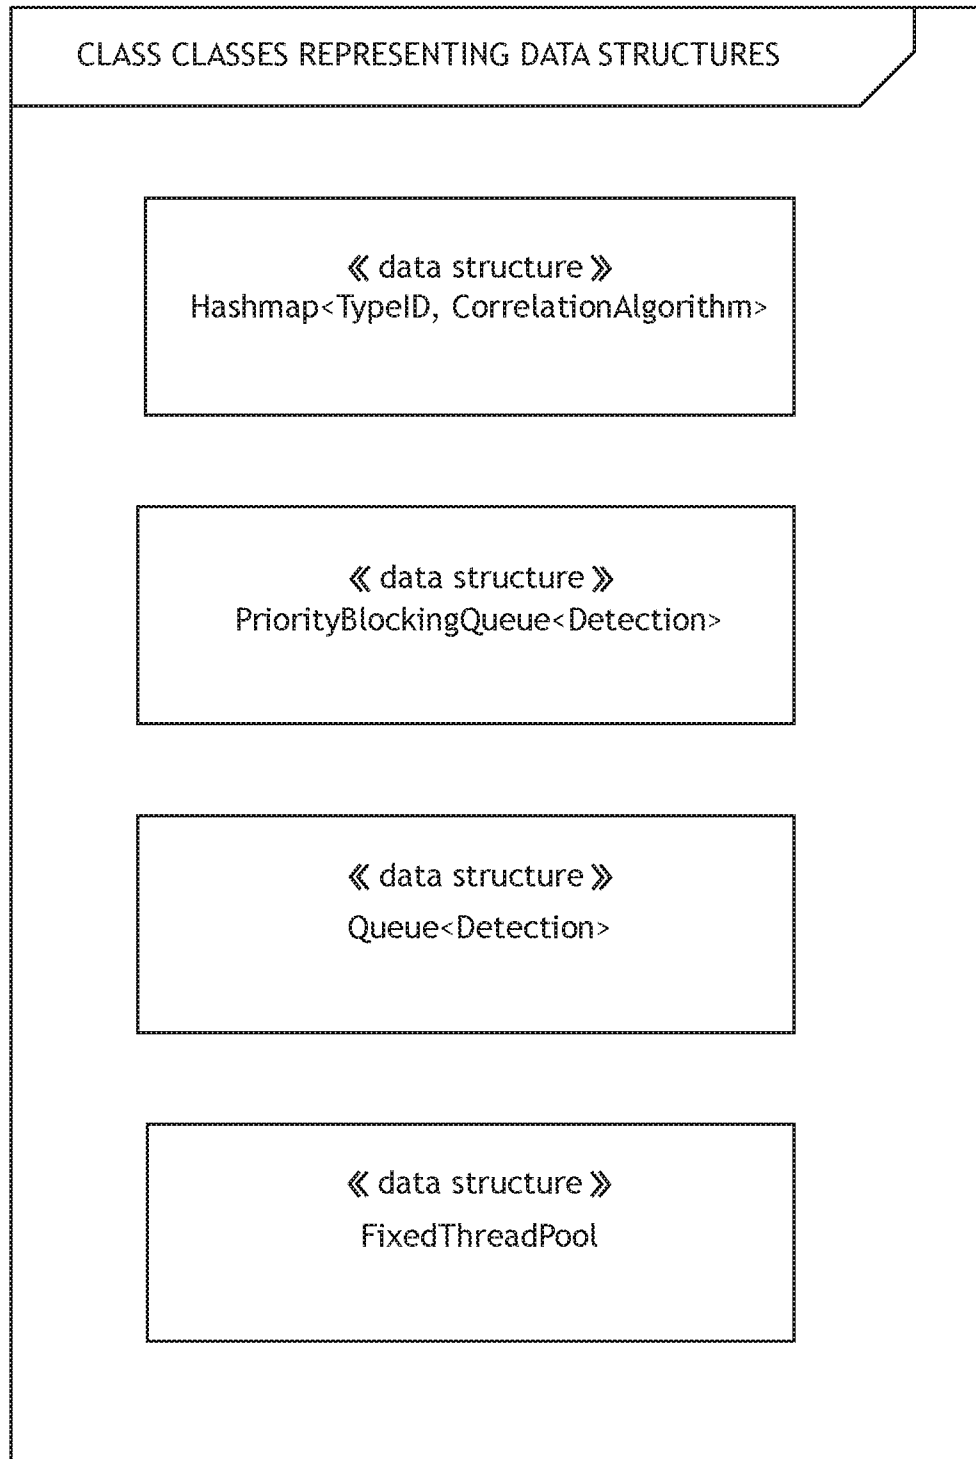 CLASS CLASSES REPRESENTING DATA STRUCTURES
≪ data structure ≫
Hashmap<TypeID, CorrelationAlgorithm>
≪ data structure ≫
PriorityBlockingQueue<Detection>
≪ data structure ≫
Queue<Detection>
≪ data structure ≫
FixedThreadPool